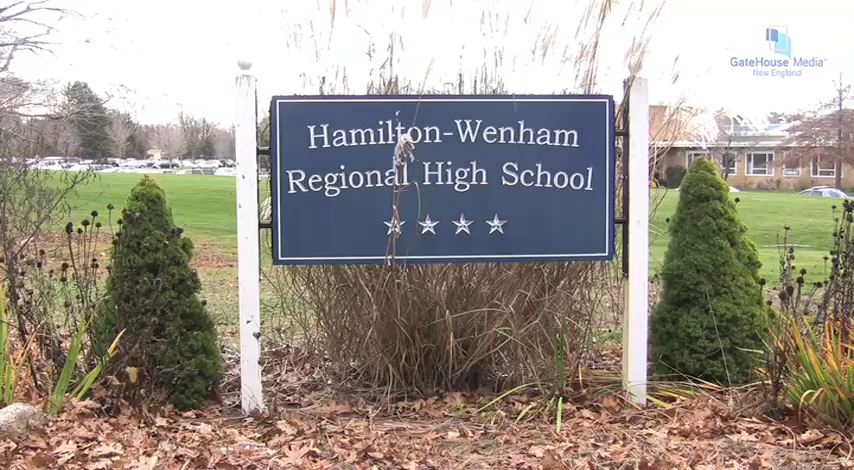 GateHouse Media
New England
Hamilton-Wenham
Regional High School